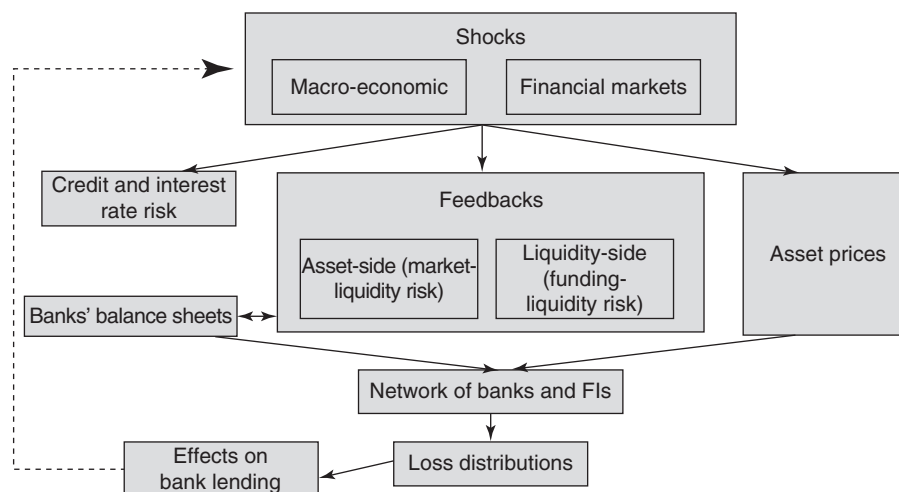 Shocks
Macro-economic
Financial markets
Credit and interest
rate risk
Feedbacks
Asset-side (market-
liquidity risk)
Liquidity-side
(funding-
liquidity risk)
Asset prices
Banks’ balance sheets
Network of banks and FIs
Loss distributions
Effects on
bank lending